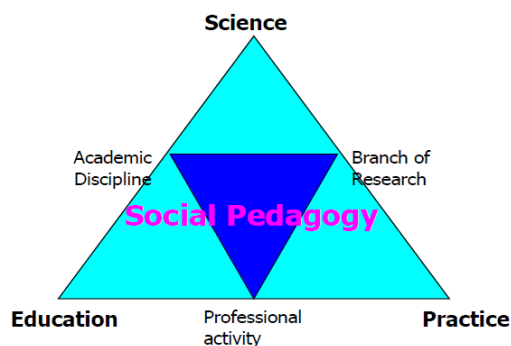 Science
Academic
Discipline
Branch of
Research
Social Pedagogy
Education
Professional
activity
Practice